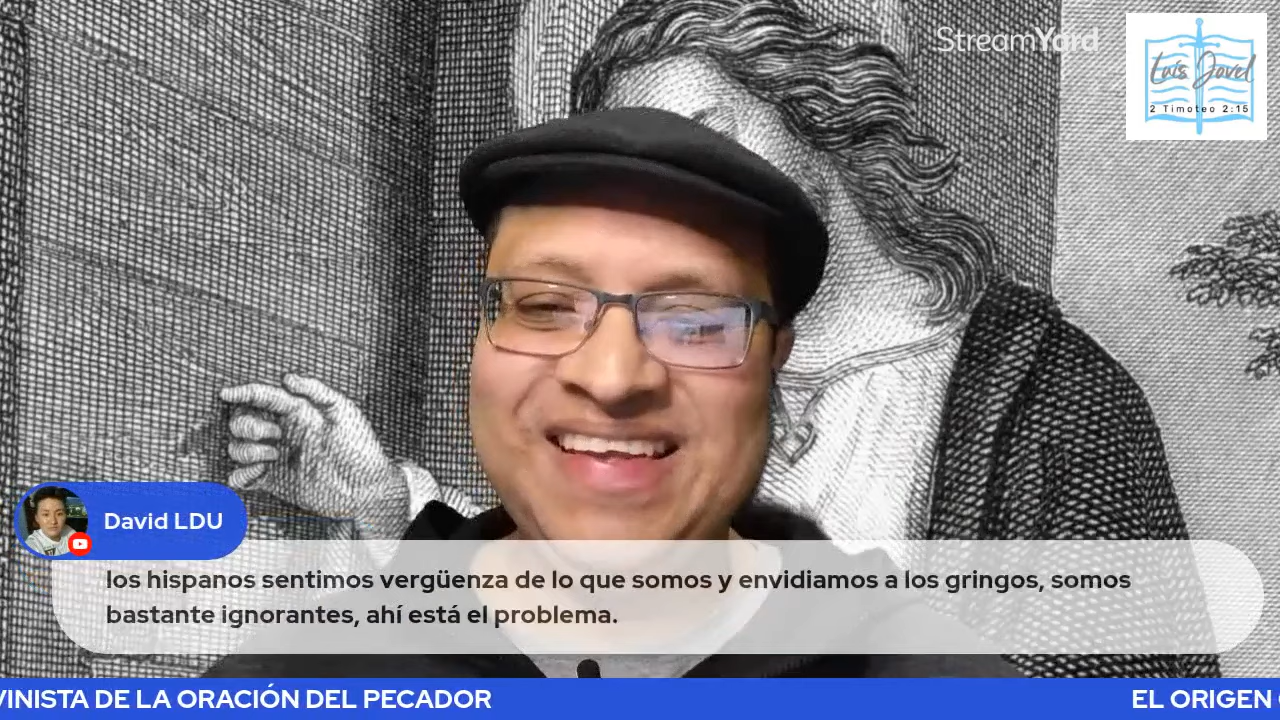 StreamYard
Luis Jovel
2 Timoteo 2:15
David LDU
los hispanos sentimos vergüenza de lo que somos y envidiamos a los gringos, somos
bastante ignorantes, ahí está el problema.
VINISTA DE LA ORACIÓN DEL PECADOR EL ORIGEN